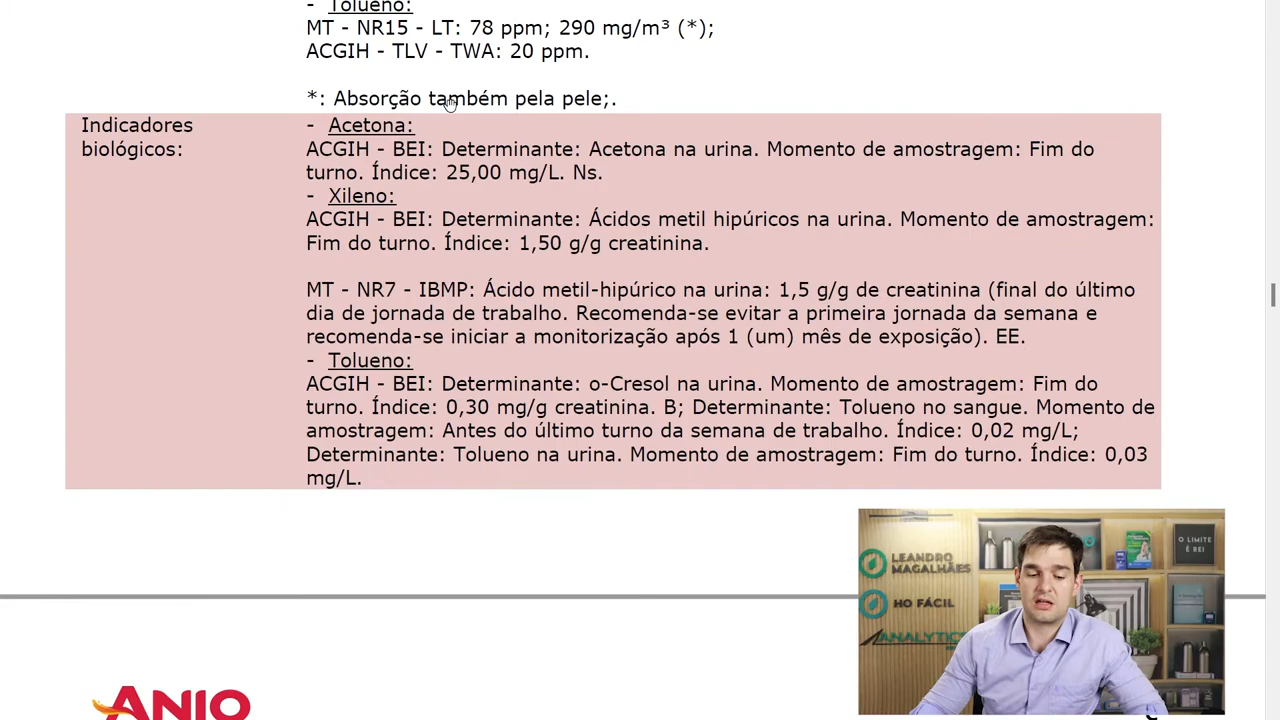 - Tolueno:
MT - NR15 - LT: 78 ppm; 290 mg/m³ (*);
ACGIH - TLV - TWA: 20 ppm.
*: Absorção também pela pele;.
Indicadores biológicos:
- Acetona:
ACGIH - BEI: Determinante: Acetona na urina. Momento de amostragem: Fim do
turno. Índice: 25,00 mg/L. Ns.
- Xileno:
ACGIH - BEI: Determinante: Ácidos metil hipúricos na urina. Momento de amostragem:
Fim do turno. Índice: 1,50 g/g creatinina.
MT - NR7 - IBMP: Ácido metil-hipúrico na urina: 1,5 g/g de creatinina (final do último
dia de jornada de trabalho. Recomenda-se evitar a primeira jornada da semana e
recomenda-se iniciar a monitorização após 1 (um) mês de exposição). EE.
- Tolueno:
ACGIH - BEI: Determinante: o-Cresol na urina. Momento de amostragem: Fim do
turno. Índice: 0,30 mg/g creatinina. B; Determinante: Tolueno no sangue. Momento de
amostragem: Antes do último turno da semana de trabalho. Índice: 0,02 mg/L;
Determinante: Tolueno na urina. Momento de amostragem: Fim do turno. Índice: 0,03
mg/L.
LEANDRO
MAGALHÃES
HO FÁCIL
ANALYTICS
O LIMITE
É REI
ANIO